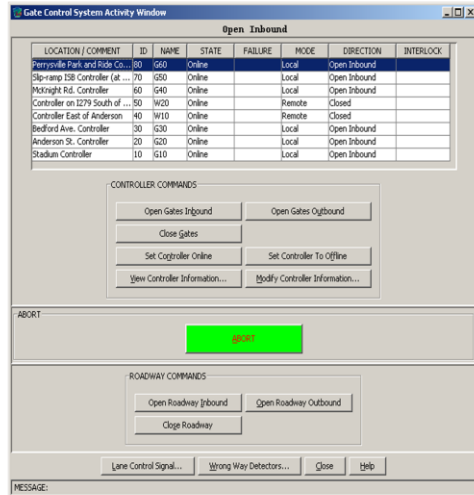 Gate Control System Activity Window
Open Inbound
LOCATION / COMMENT ID NAME STATE FAILURE MODE DIRECTION INTERLOCK
Perrysville Park and Ride Co... 80 G60 Online Local Open Inbound
Slip-ramp ISB Controller (at ... 70 G50 Online Local Open Inbound
McKnight Rd. Controller 60 G40 Online Local Open Inbound
Controller on I279 South of ... 50 W20 Online Remote Closed
Controller East of Anderson 40 W10 Online Remote Closed
Bedford Ave. Controller 30 G30 Online Local Open Inbound
Anderson St. Controller 20 G20 Online Local Open Inbound
Stadium Controller 10 G10 Online Local Open Inbound
CONTROLLER COMMANDS
Open Gates Inbound Open Gates Outbound
Close Gates
Set Controller Online Set Controller To Offline
View Controller Information... Modify Controller Information...
ABORT
ABORT
ROADWAY COMMANDS
Open Roadway Inbound Open Roadway Outbound
Close Roadway
Lane Control Signal... Wrong Way Detectors... Close Help
MESSAGE: